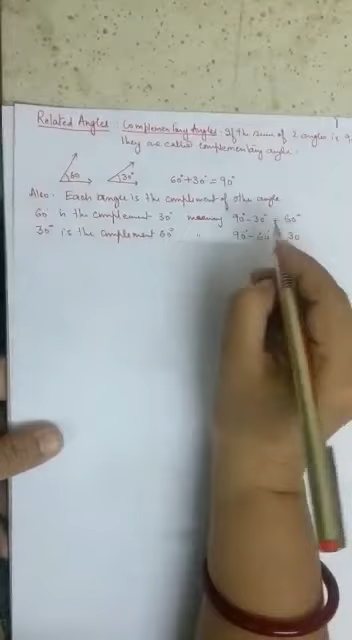 Related Angles : Complementary Angles : If the sum of 2 angles is 9
they are called complementary angle.
60 30° 60°+30°=90°
Also Each angle is the complement of other angle
60° is the complement 30° meaning 90°-30° = 60°
30° is the complement 60° " 90°-60 = 30